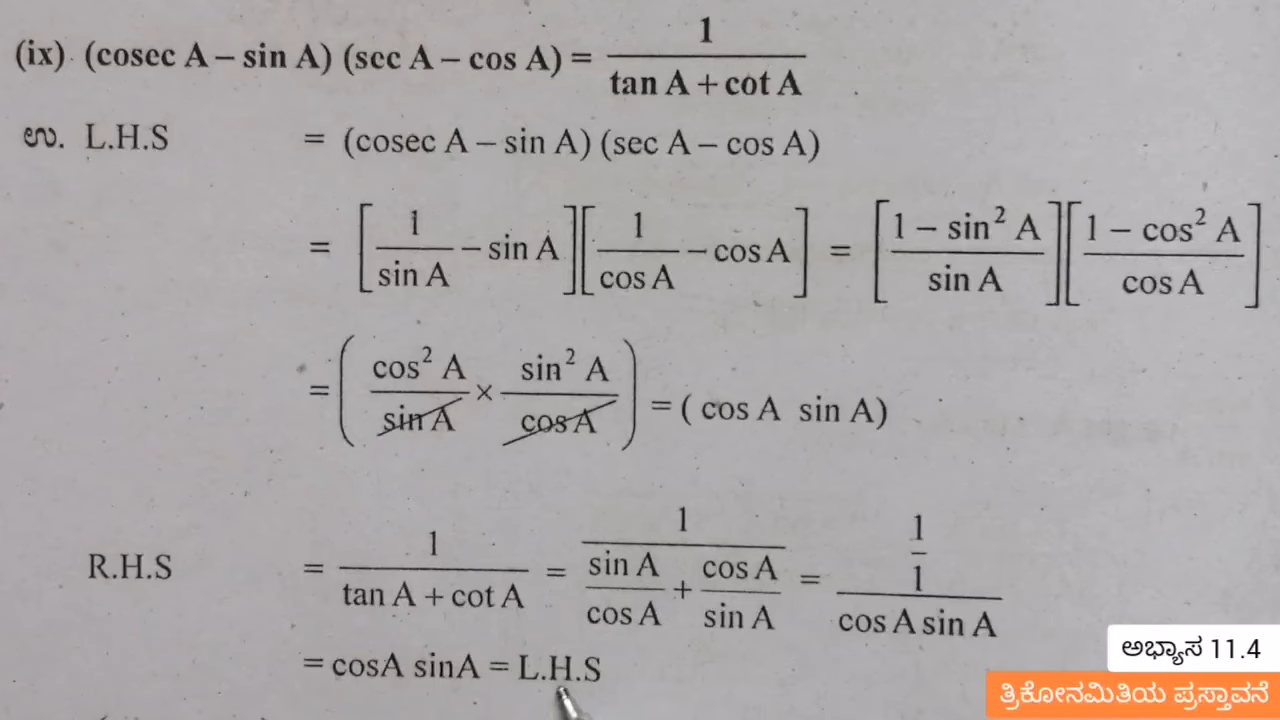 (ix) (cosec A – sin A) (sec A – cos A) = 1/(tan A + cot A)
ಉ. L.H.S = (cosec A – sin A) (sec A – cos A)
= [1/sin A – sin A][1/cos A – cos A] = [(1 – sin² A)/sin A][(1 – cos² A)/cos A]
= (cos² A/sin A × sin² A/cos A) = ( cos A sin A)
R.H.S = 1/(tan A + cot A) = 1/(sin A/cos A + cos A/sin A) = (1/1)/(cos A sin A)
= cosA sinA = L.H.S
ಅಭ್ಯಾಸ 11.4
ತ್ರಿಕೋನಮಿತಿಯ ಪ್ರಸ್ತಾವನೆ